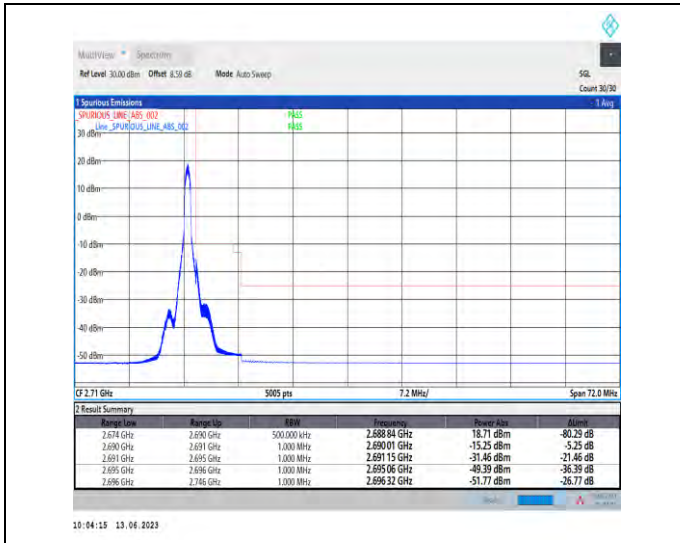 MultiView Spectrum
Ref Level 30.00 dBm Offset 8.59 dB Mode Auto Sweep SGL
Count 30/30
1 Spurious Emissions 1 Avg
_SPURIOUS_LINE_ABS_002 PASS
Line _SPURIOUS_LINE_ABS_002 PASS
30 dBm
20 dBm
10 dBm
0 dBm
-10 dBm
-20 dBm
-30 dBm
-40 dBm
-50 dBm
CF 2.71 GHz 5005 pts 7.2 MHz/ Span 72.0 MHz
2 Result Summary
Range Low Range Up RBW Frequency Power Abs ΔLimit
2.674 GHz 2.690 GHz 500.000 kHz 2.688 84 GHz 18.71 dBm -80.29 dB
2.690 GHz 2.691 GHz 1.000 MHz 2.690 01 GHz -15.25 dBm -5.25 dB
2.691 GHz 2.695 GHz 1.000 MHz 2.691 15 GHz -31.46 dBm -21.46 dB
2.695 GHz 2.696 GHz 1.000 MHz 2.695 06 GHz -49.39 dBm -36.39 dB
2.696 GHz 2.746 GHz 1.000 MHz 2.696 32 GHz -51.77 dBm -26.77 dB
10:04:15 13.06.2023